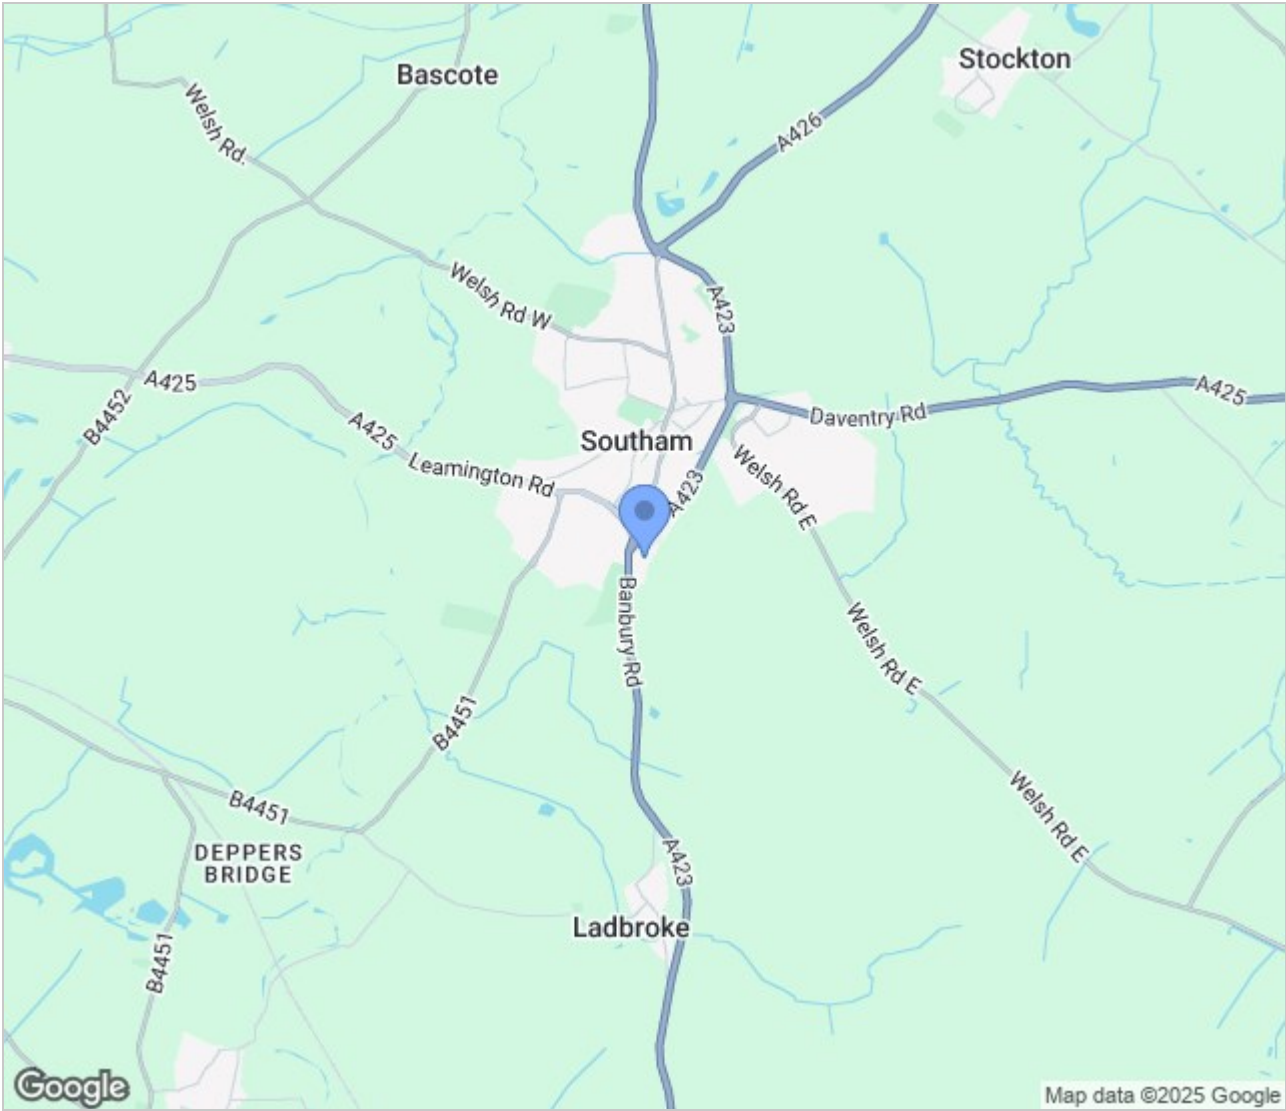 Stockton
Bascote
Welsh Rd.
A426
Welsh Rd W
A423
A425
A425
B4452
A425
Daventry Rd
Southam
Leamington Rd
Welsh Rd E
A423
Banbury Rd
Welsh Rd E
B4451
B4451
Welsh Rd E
DEPPERS
BRIDGE
A423
Ladbroke
B4451
Google
Map data ©2025 Google